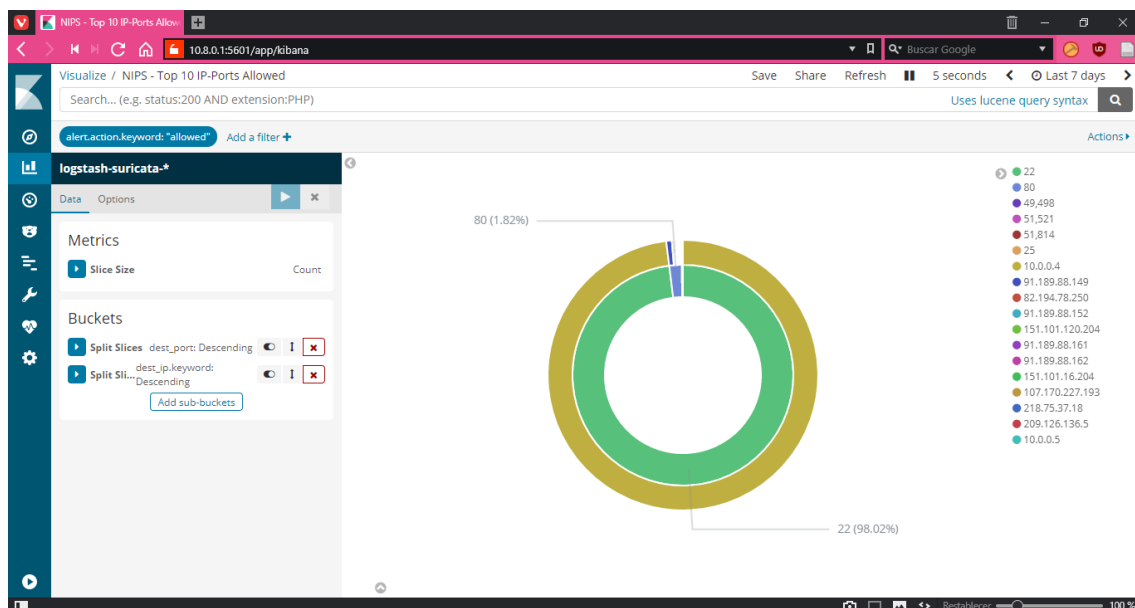 NIPS - Top 10 IP-Ports Allow
10.8.0.1:5601/app/kibana
Buscar Google
Visualize / NIPS - Top 10 IP-Ports Allowed
Save Share Refresh 5 seconds Last 7 days
Search... (e.g. status:200 AND extension:PHP)
Uses lucene query syntax
alert.action.keyword: "allowed"
Add a filter
Actions
logstash-suricata-*
Data Options
Metrics
Slice Size Count
Buckets
Split Slices dest_port: Descending
Split Sli... dest_ip.keyword:
Descending
Add sub-buckets
80 (1.82%)
22 (98.02%)
22
80
49,498
51,521
51,814
25
10.0.0.4
91.189.88.149
82.194.78.250
91.189.88.152
151.101.120.204
91.189.88.161
91.189.88.162
151.101.16.204
107.170.227.193
218.75.37.18
209.126.136.5
10.0.0.5
Restablecer 100 %